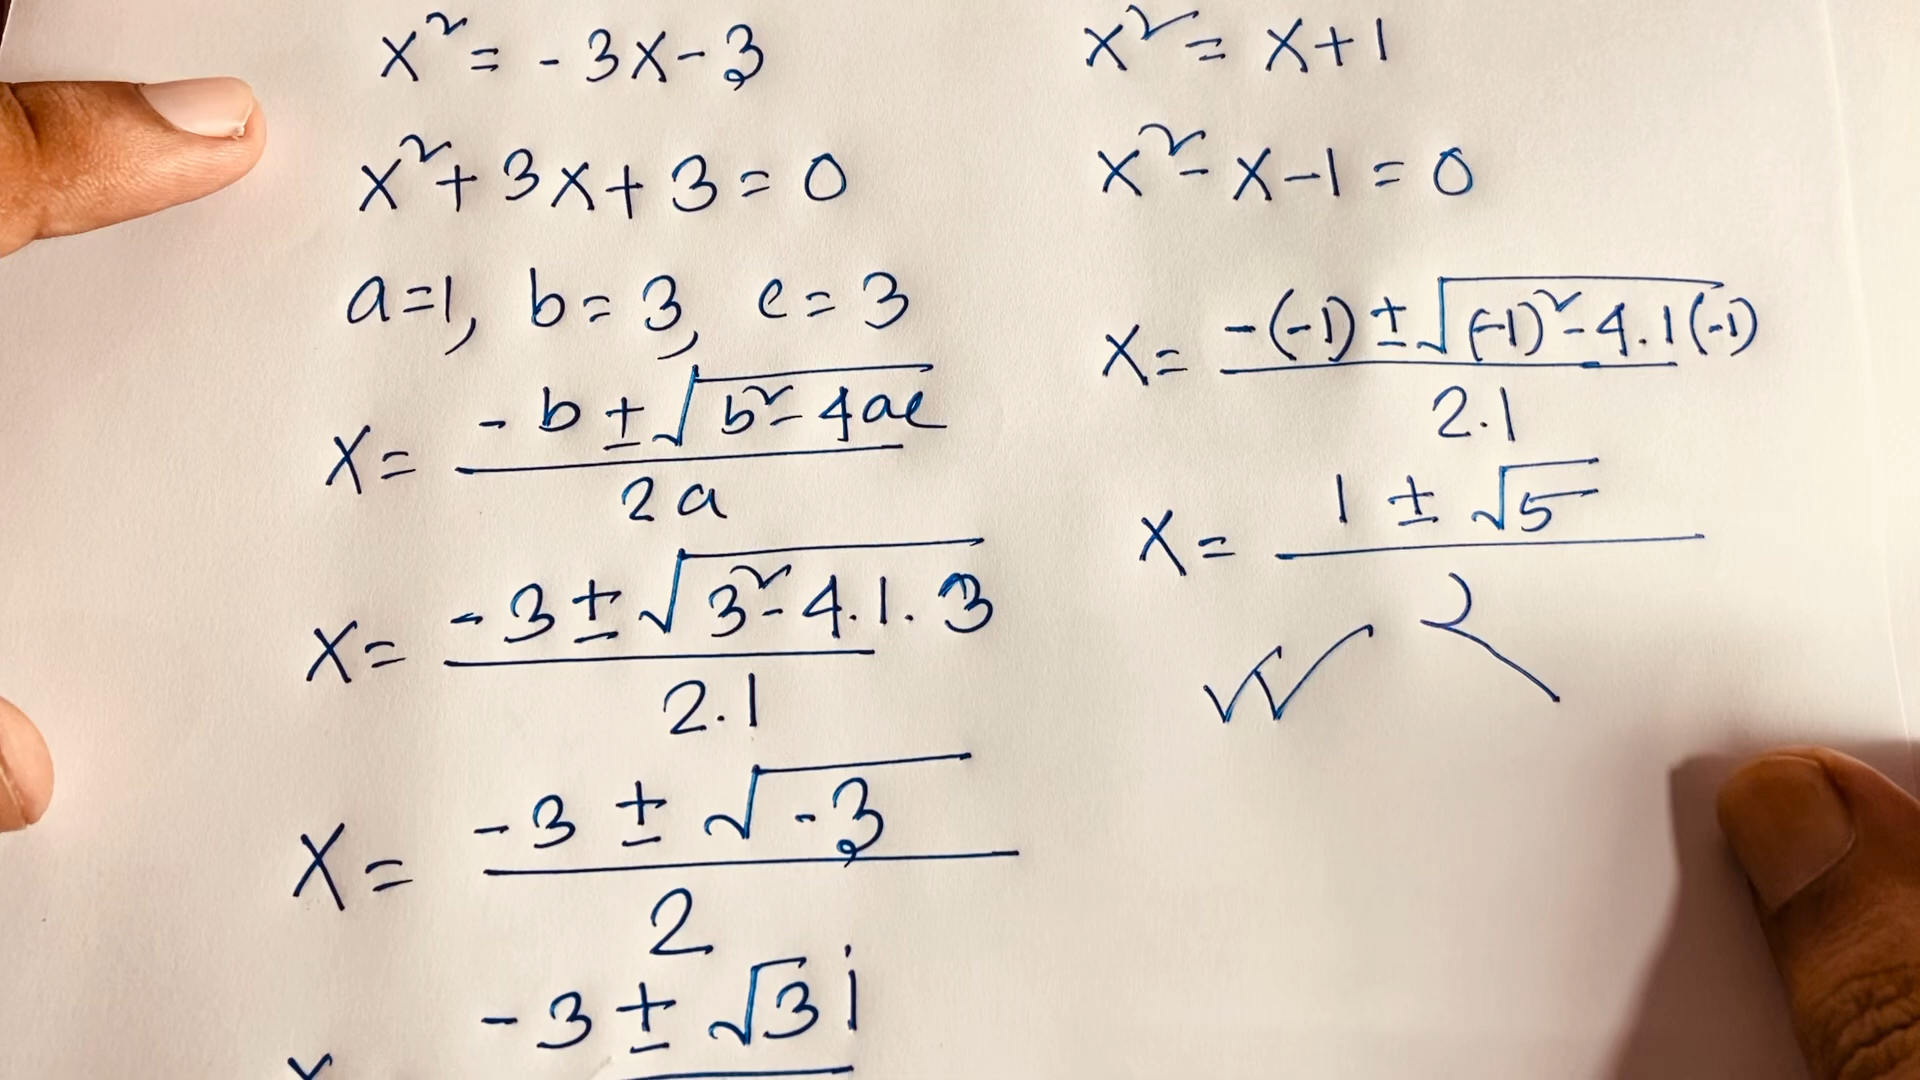 x² = -3x-3
x²+3x+3=0
a=1, b=3, c=3
x= -b±√b²-4ac
2a
x= -3±√3²-4.1.3
2.1
x= -3±√-3
2
-3±√3i
x
x²=x+1
x²-x-1=0
x= -(-1)±√(-1)²-4.1(-1)
2.1
x= 1±√5
2